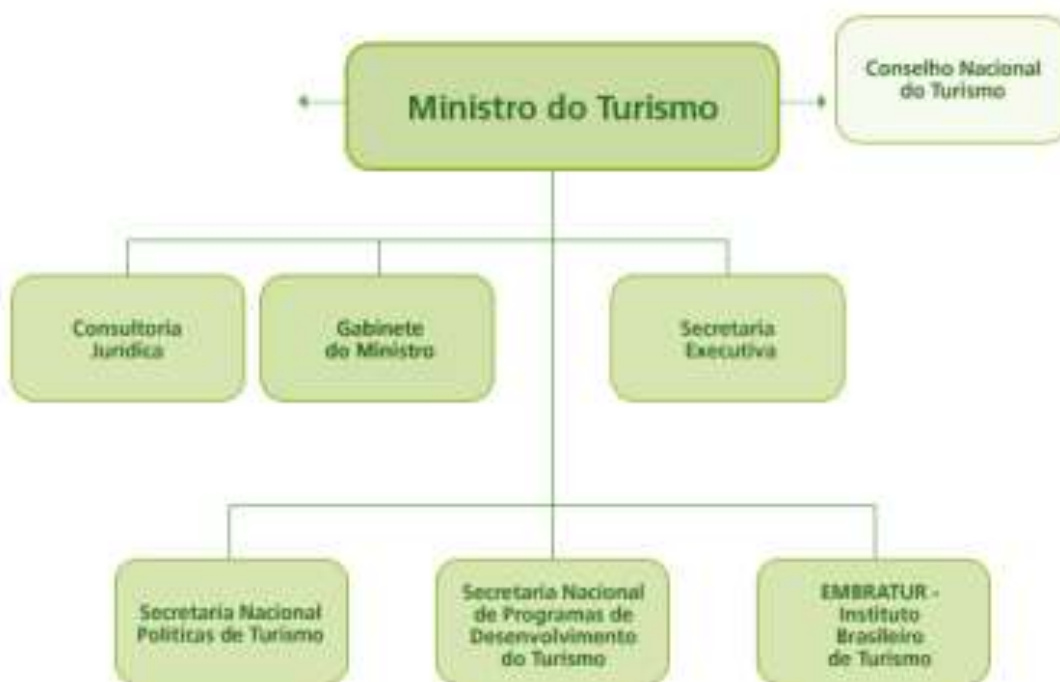 Ministro do Turismo
Conselho Nacional
do Turismo
Consultoria
Jurídica
Gabinete
do Ministro
Secretaria
Executiva
Secretaria Nacional
Políticas de Turismo
Secretaria Nacional
de Programas de
Desenvolvimento
do Turismo
EMBRATUR -
Instituto
Brasileiro
de Turismo